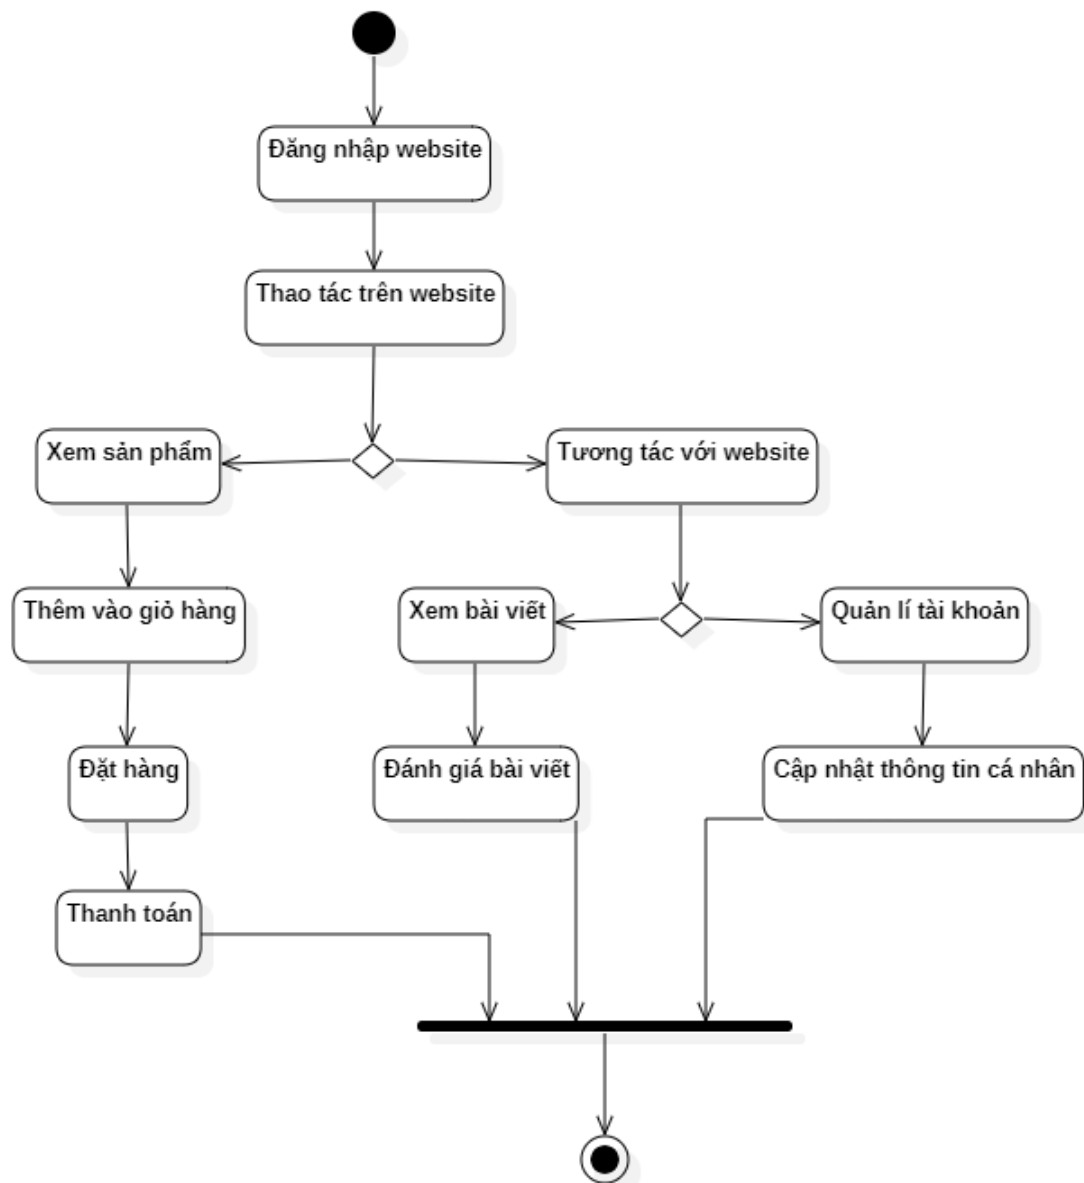 Đăng nhập website
Thao tác trên website
Xem sản phẩm
Tương tác với website
Thêm vào giỏ hàng
Xem bài viết
Quản lí tài khoản
Đặt hàng
Đánh giá bài viết
Cập nhật thông tin cá nhân
Thanh toán